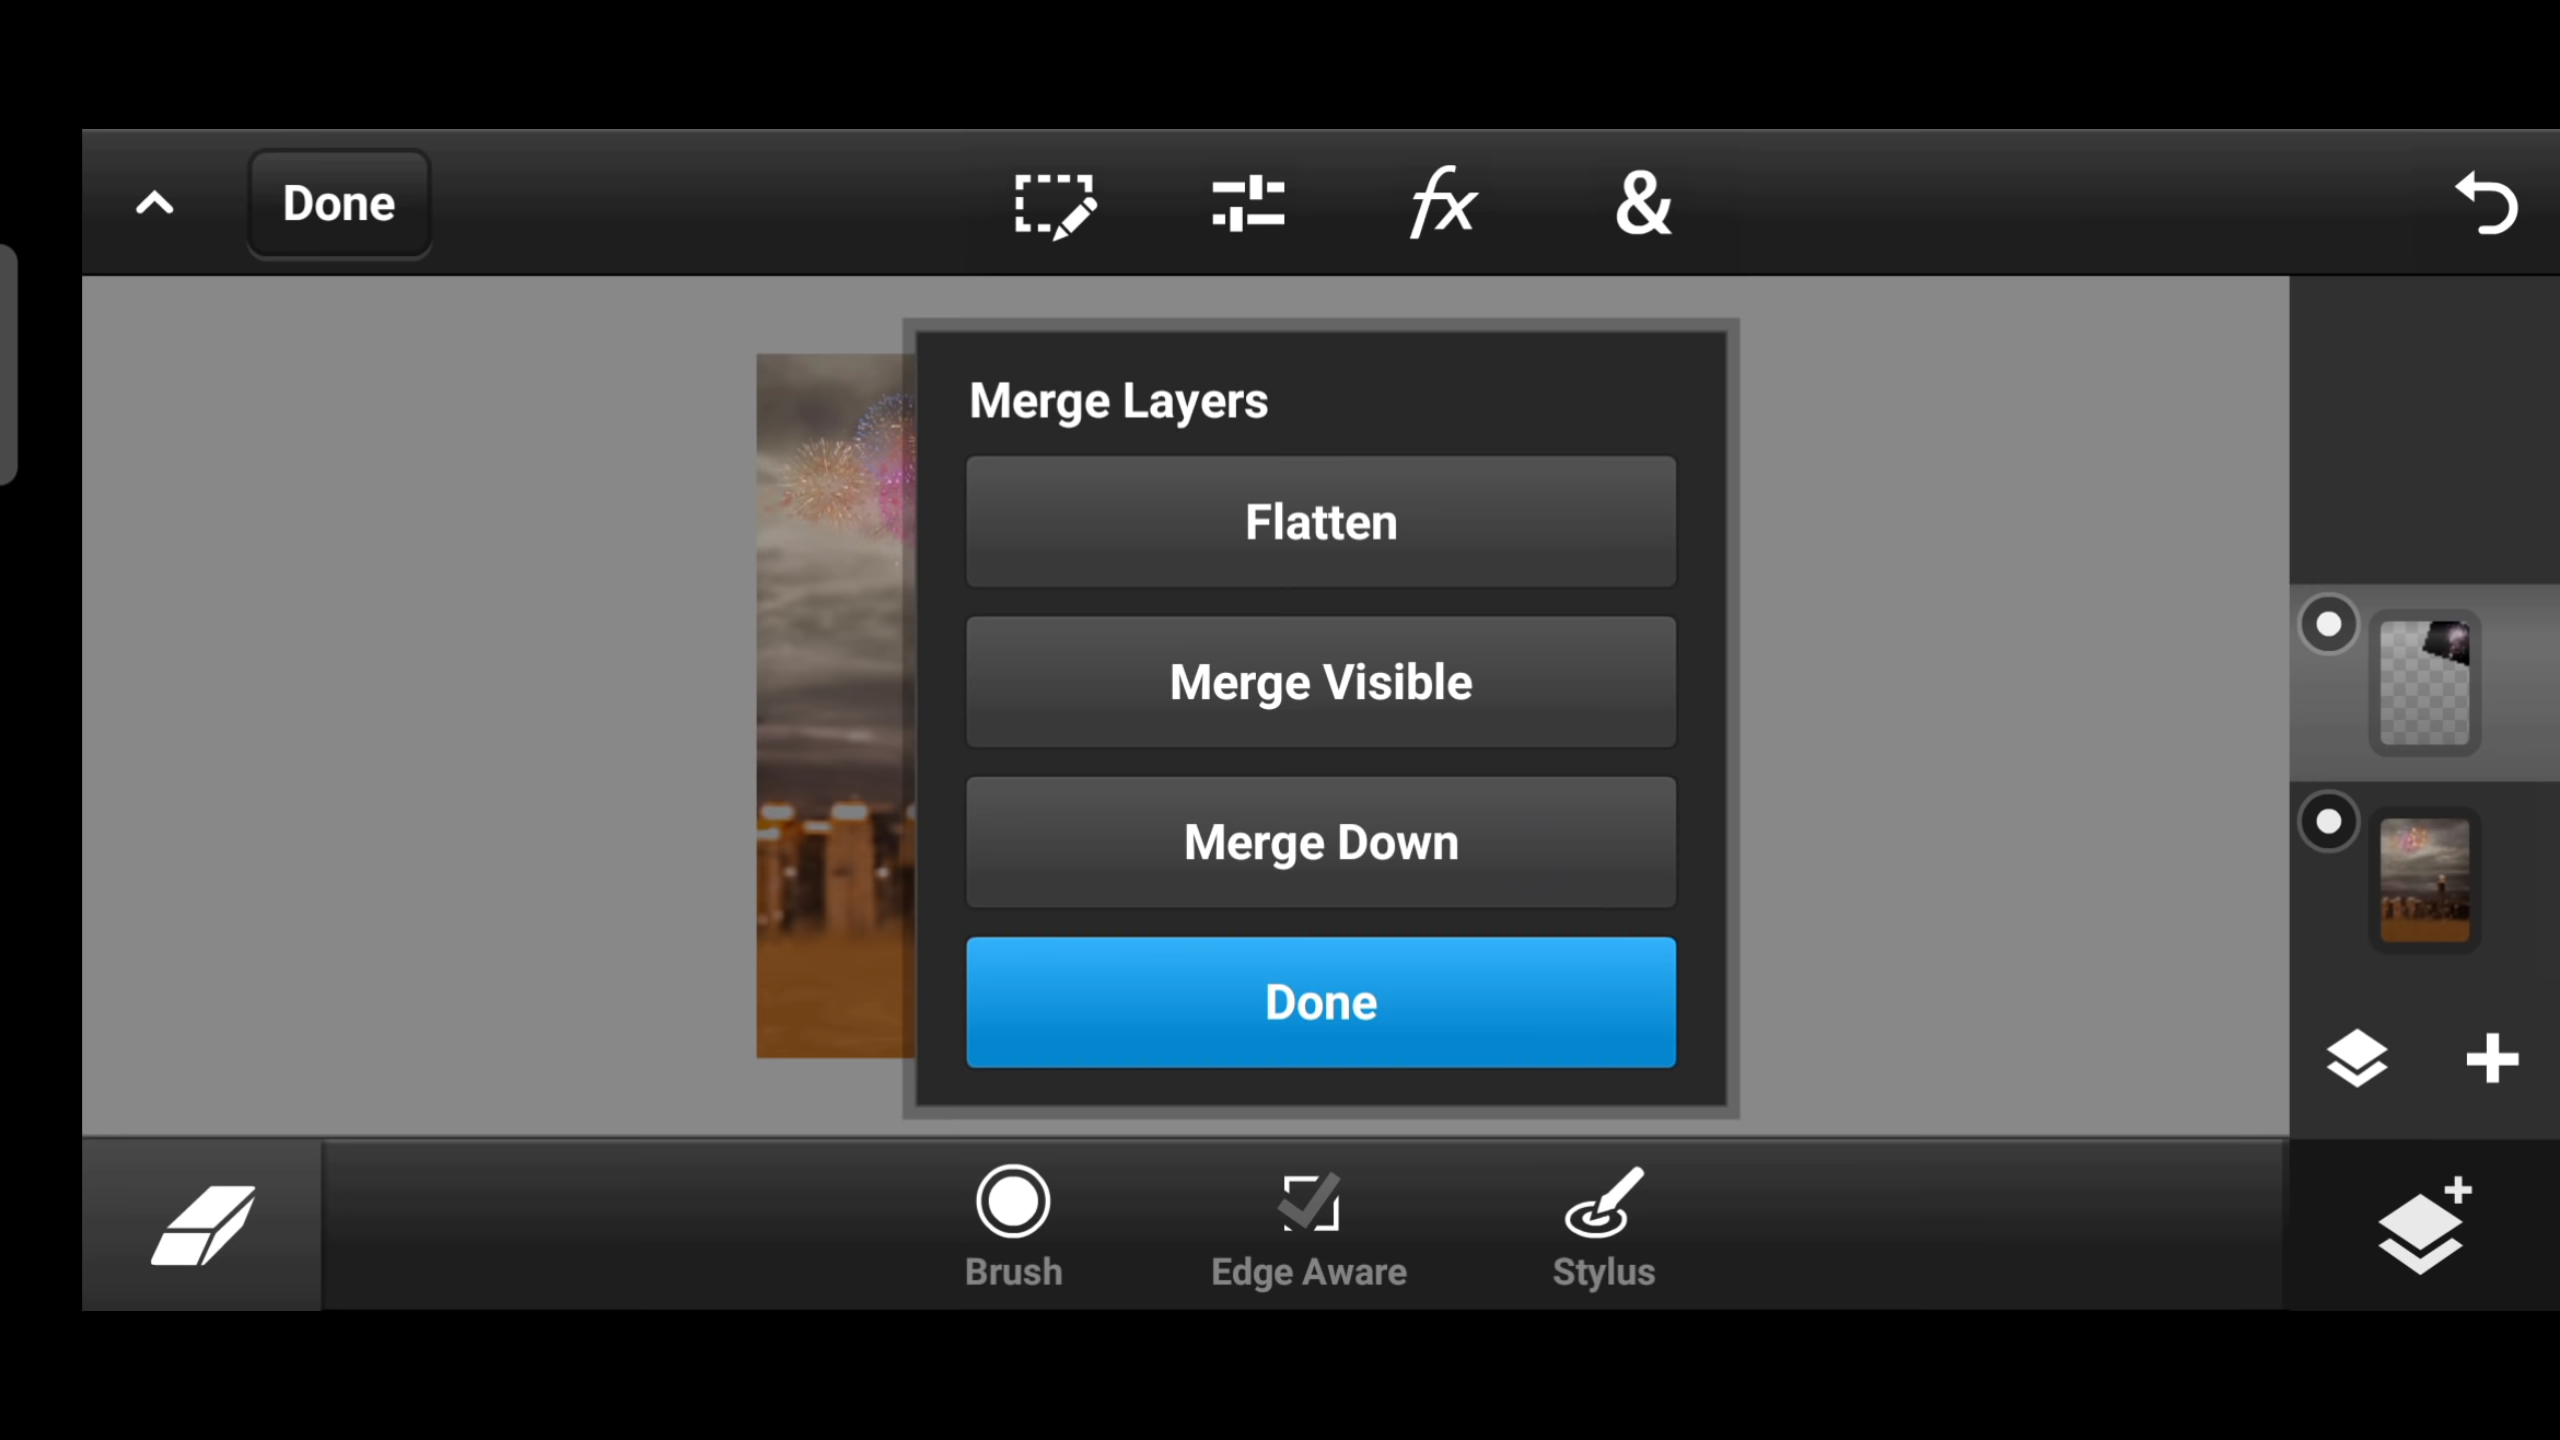 Done
fx
&
Merge Layers
Flatten
Merge Visible
Merge Down
Done
Brush
Edge Aware
Stylus